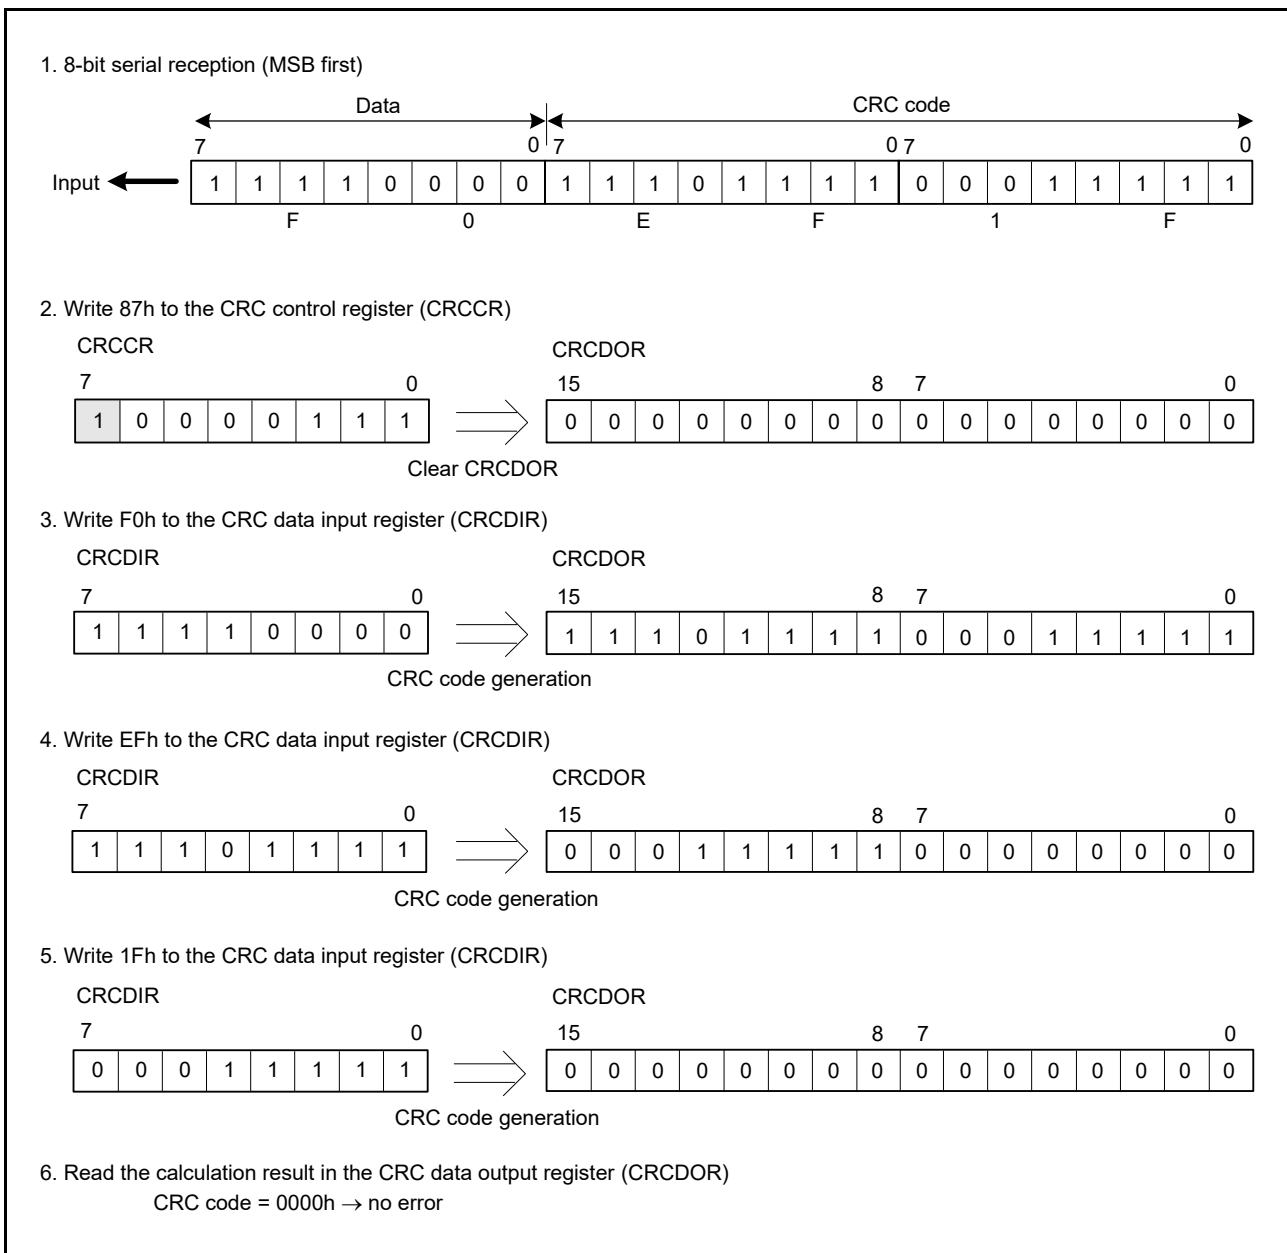 1. 8-bit serial reception (MSB first)
Data CRC code
7 0 7 0 7 0
Input 1 1 1 1 0 0 0 0 1 1 1 0 1 1 1 1 0 0 0 1 1 1 1 1
F 0 E F 1 F
2. Write 87h to the CRC control register (CRCCR)
CRCCR CRCDOR
7 0 15 8 7 0
1 0 0 0 0 1 1 1 0 0 0 0 0 0 0 0 0 0 0 0 0 0 0 0
Clear CRCDOR
3. Write F0h to the CRC data input register (CRCDIR)
CRCDIR CRCDOR
7 0 15 8 7 0
1 1 1 1 0 0 0 0 1 1 1 0 1 1 1 1 0 0 0 1 1 1 1 1
CRC code generation
4. Write EFh to the CRC data input register (CRCDIR)
CRCDIR CRCDOR
7 0 15 8 7 0
1 1 1 0 1 1 1 1 0 0 0 1 1 1 1 1 0 0 0 0 0 0 0 0
CRC code generation
5. Write 1Fh to the CRC data input register (CRCDIR)
CRCDIR CRCDOR
7 0 15 8 7 0
0 0 0 1 1 1 1 1 0 0 0 0 0 0 0 0 0 0 0 0 0 0 0 0
CRC code generation
6. Read the calculation result in the CRC data output register (CRCDOR)
CRC code = 0000h → no error